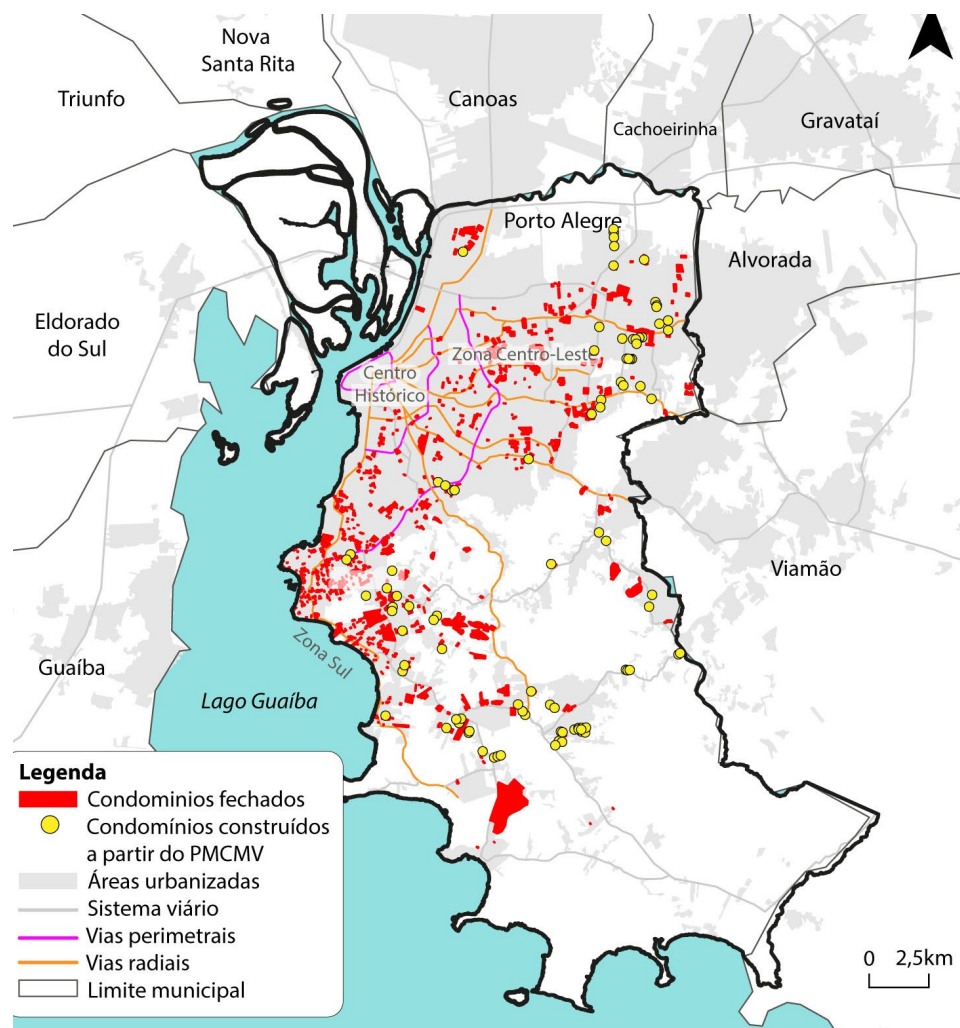 Nova
Santa Rita
Triunfo
Canoas
Cachoeirinha
Gravataí
Porto Alegre
Alvorada
Eldorado
do Sul
Zona Centro-Leste
Centro
Histórico
Viamão
Zona Sul
Guaíba
Lago Guaíba
Legenda
Condominios fechados
Condomínios construídos
a partir do PMCMV
Áreas urbanizadas
Sistema viário
Vias perimetrais
Vias radiais
Limite municipal
0 2,5km